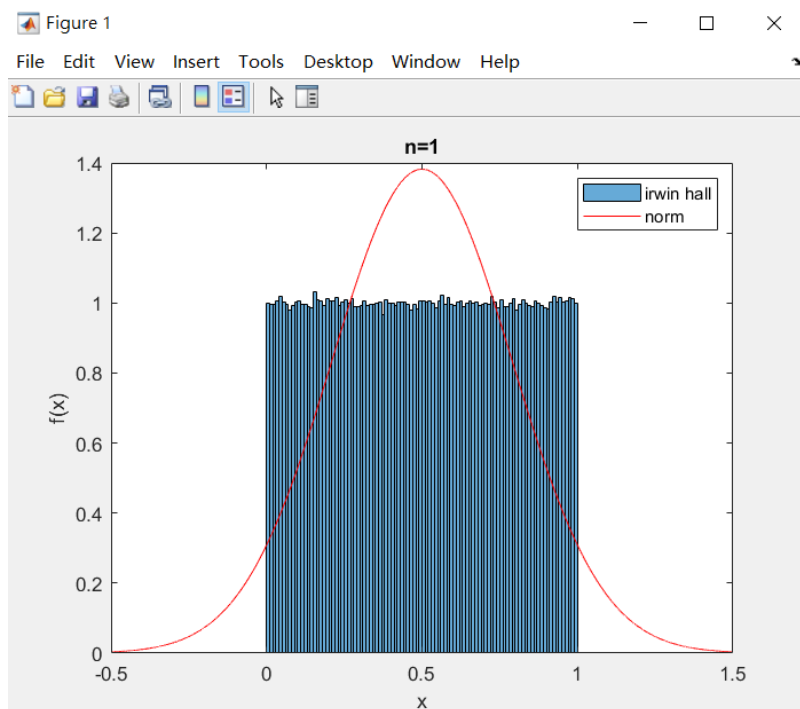 Figure 1
File Edit View Insert Tools Desktop Window Help
n=1
1.4
1.2
1
0.8
0.6
0.4
0.2
0
f(x)
irwin hall
norm
-0.5 0 0.5 1 1.5
x